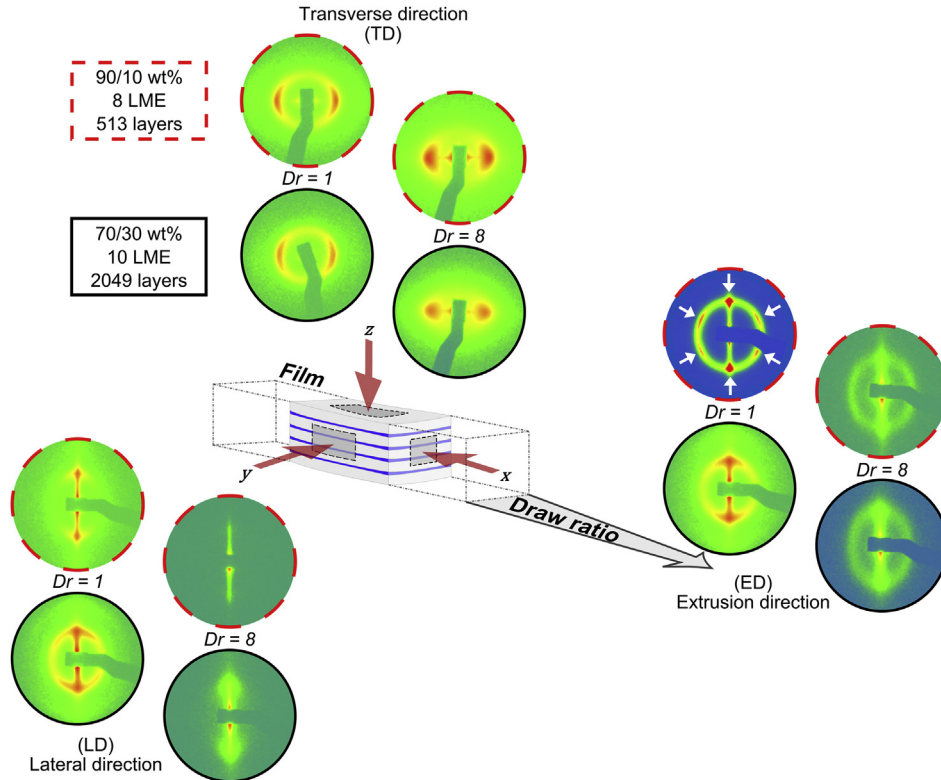 Transverse direction
(TD)
90/10 wt%
8 LME
513 layers
Dr = 1
Dr = 8
70/30 wt%
10 LME
2049 layers
z
Film
y
x
Draw ratio
Dr = 1
Dr = 8
(ED)
Extrusion direction
Dr = 1
Dr = 8
(LD)
Lateral direction